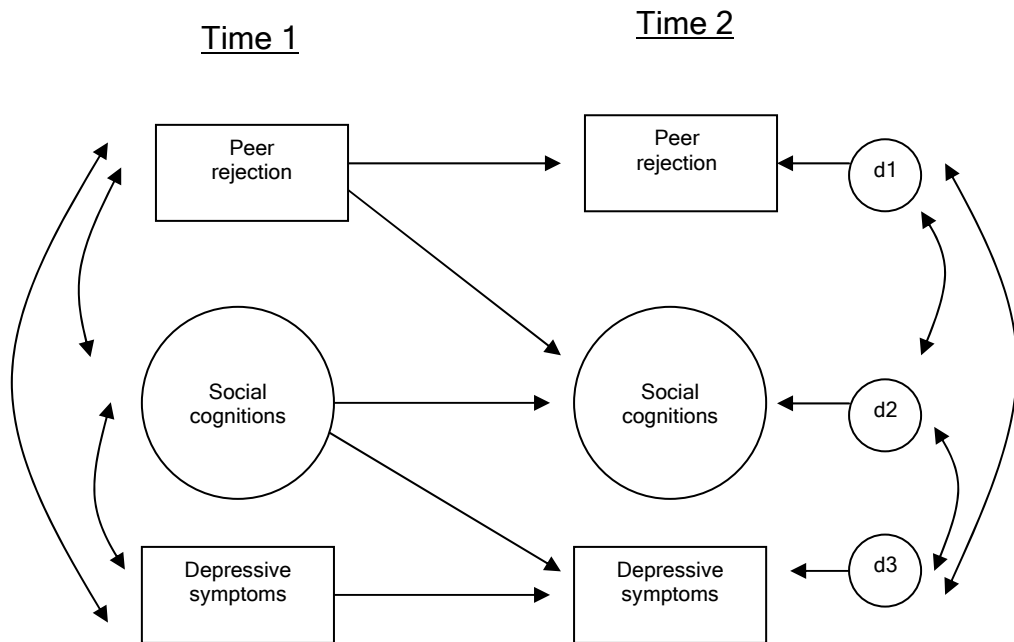 Time 1
Time 2
Peer
rejection
Peer
rejection
d1
Social
cognitions
Social
cognitions
d2
Depressive
symptoms
Depressive
symptoms
d3